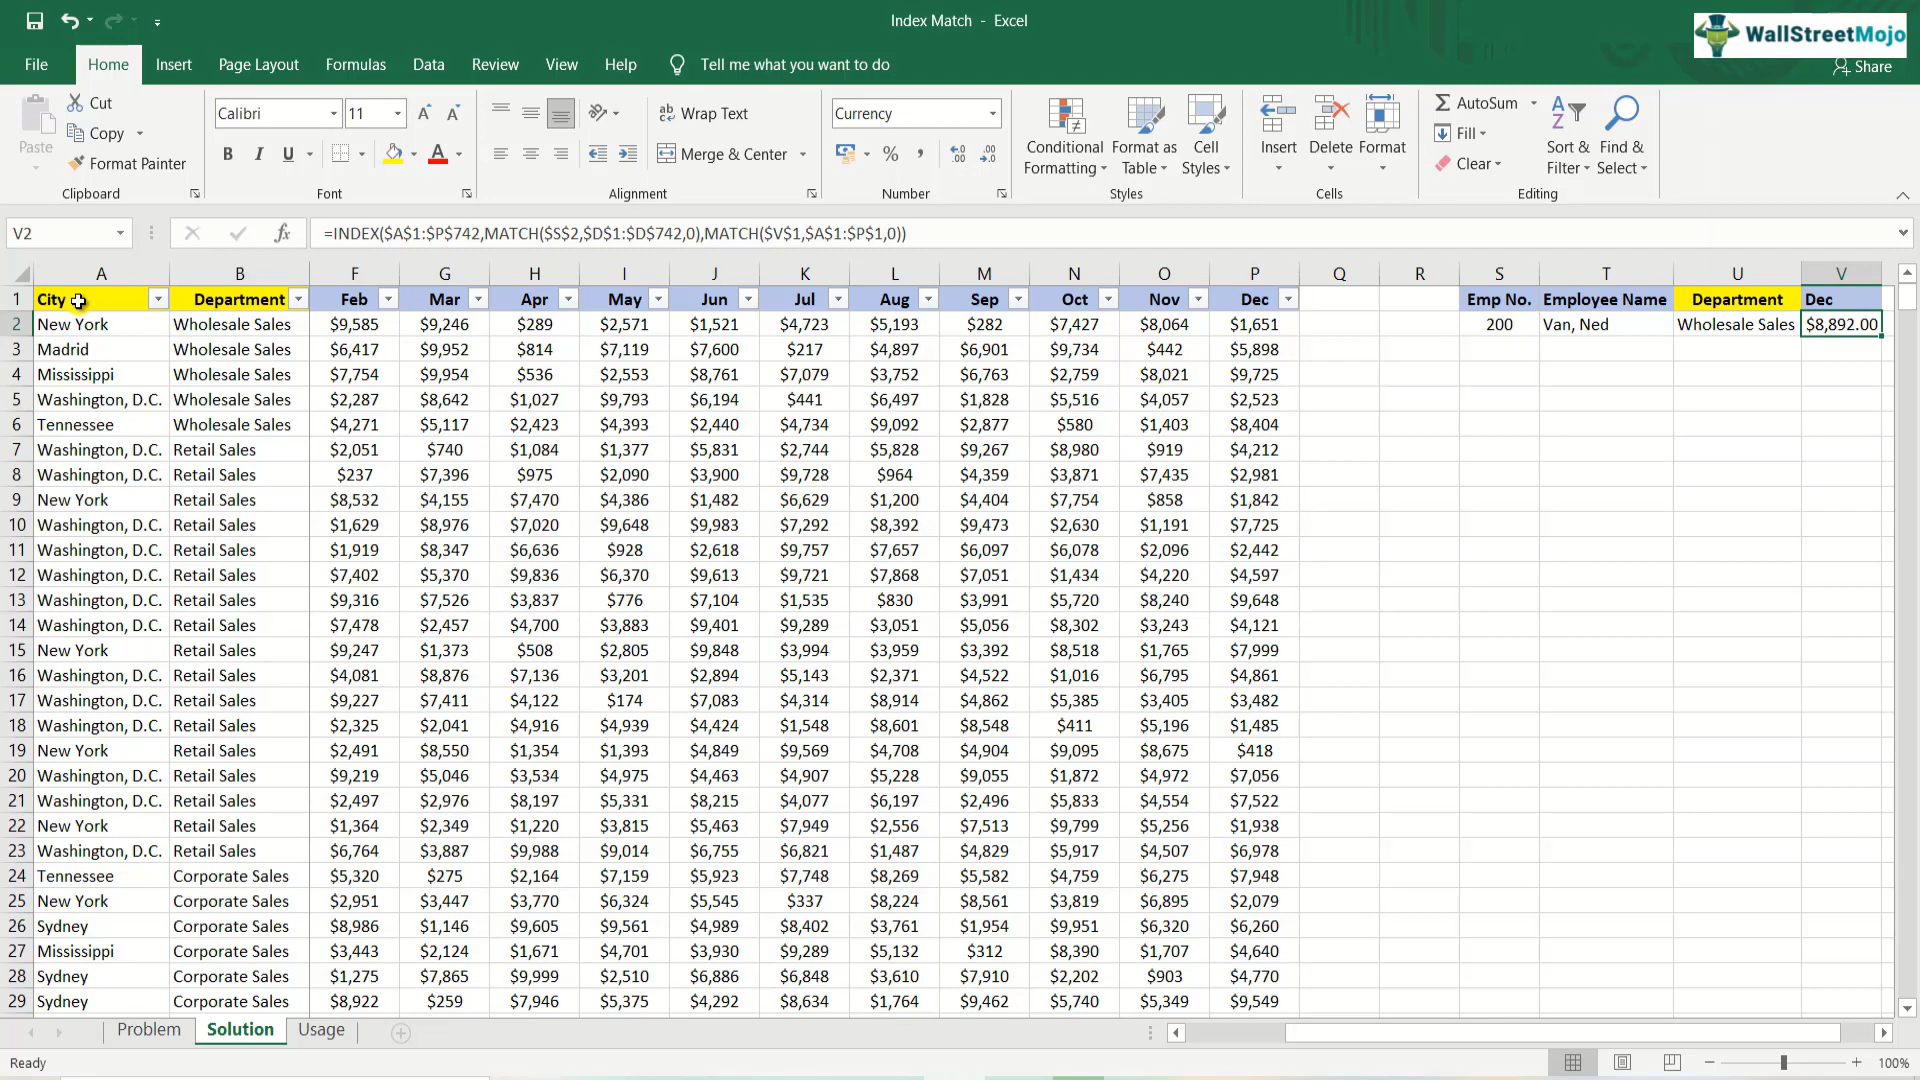 Index Match - Excel
WallStreetMojo
File Home Insert Page Layout Formulas Data Review View Help Tell me what you want to do Share
Paste Cut Copy Format Painter Clipboard
Calibri 11 B I U A Font
Wrap Text Merge & Center Alignment
Currency % , Number
Conditional Formatting Format as Table Cell Styles Styles
Insert Delete Format Cells
AutoSum Fill Clear Sort & Filter Find & Select Editing
V2 fx =INDEX($A$1:$P$742,MATCH($S$2,$D$1:$D$742,0),MATCH($V$1,$A$1:$P$1,0))
A B F G H I J K L M N O P Q R S T U V
1 City Department Feb Mar Apr May Jun Jul Aug Sep Oct Nov Dec Emp No. Employee Name Department Dec
2 New York Wholesale Sales $9,585 $9,246 $289 $2,571 $1,521 $4,723 $5,193 $282 $7,427 $8,064 $1,651 200 Van, Ned Wholesale Sales $8,892.00
3 Madrid Wholesale Sales $6,417 $9,952 $814 $7,119 $7,600 $217 $4,897 $6,901 $9,734 $442 $5,898
4 Mississippi Wholesale Sales $7,754 $9,954 $536 $2,553 $8,761 $7,079 $3,752 $6,763 $2,759 $8,021 $9,725
5 Washington, D.C. Wholesale Sales $2,287 $8,642 $1,027 $9,793 $6,194 $441 $6,497 $1,828 $5,516 $4,057 $2,523
6 Tennessee Wholesale Sales $4,271 $5,117 $2,423 $4,393 $2,440 $4,734 $9,092 $2,877 $580 $1,403 $8,404
7 Washington, D.C. Retail Sales $2,051 $740 $1,084 $1,377 $5,831 $2,744 $5,828 $9,267 $8,980 $919 $4,212
8 Washington, D.C. Retail Sales $237 $7,396 $975 $2,090 $3,900 $9,728 $964 $4,359 $3,871 $7,435 $2,981
9 New York Retail Sales $8,532 $4,155 $7,470 $4,386 $1,482 $6,629 $1,200 $4,404 $7,754 $858 $1,842
10 Washington, D.C. Retail Sales $1,629 $8,976 $7,020 $9,648 $9,983 $7,292 $8,392 $9,473 $2,630 $1,191 $7,725
11 Washington, D.C. Retail Sales $1,919 $8,347 $6,636 $928 $2,618 $9,757 $7,657 $6,097 $6,078 $2,096 $2,442
12 Washington, D.C. Retail Sales $7,402 $5,370 $9,836 $6,370 $9,613 $9,721 $7,868 $7,051 $1,434 $4,220 $4,597
13 Washington, D.C. Retail Sales $9,316 $7,526 $3,837 $776 $7,104 $1,535 $830 $3,991 $5,720 $8,240 $9,648
14 Washington, D.C. Retail Sales $7,478 $2,457 $4,700 $3,883 $9,401 $9,289 $3,051 $5,056 $8,302 $3,243 $4,121
15 New York Retail Sales $9,247 $1,373 $508 $2,805 $9,848 $3,994 $3,959 $3,392 $8,518 $1,765 $7,999
16 Washington, D.C. Retail Sales $4,081 $8,876 $7,136 $3,201 $2,894 $5,143 $2,371 $4,522 $1,016 $6,795 $4,861
17 Washington, D.C. Retail Sales $9,227 $7,411 $4,122 $174 $7,083 $4,314 $8,914 $4,862 $5,385 $3,405 $3,482
18 Washington, D.C. Retail Sales $2,325 $2,041 $4,916 $4,939 $4,424 $1,548 $8,601 $8,548 $411 $5,196 $1,485
19 New York Retail Sales $2,491 $8,550 $1,354 $1,393 $4,849 $9,569 $4,708 $4,904 $9,095 $8,675 $418
20 Washington, D.C. Retail Sales $9,219 $5,046 $3,534 $4,975 $4,463 $4,907 $5,228 $9,055 $1,872 $4,972 $7,056
21 Washington, D.C. Retail Sales $2,497 $2,976 $8,197 $5,331 $8,215 $4,077 $6,197 $2,496 $5,833 $4,554 $7,522
22 New York Retail Sales $1,364 $2,349 $1,220 $3,815 $5,463 $7,949 $2,556 $7,513 $9,799 $5,256 $1,938
23 Washington, D.C. Retail Sales $6,764 $3,887 $9,988 $9,014 $6,755 $6,821 $1,487 $4,829 $5,917 $4,507 $6,978
24 Tennessee Corporate Sales $5,320 $275 $2,164 $7,159 $5,923 $7,748 $8,269 $5,582 $4,759 $6,275 $7,948
25 New York Corporate Sales $2,951 $3,447 $3,770 $6,324 $5,545 $337 $8,224 $8,561 $3,819 $6,895 $2,079
26 Sydney Corporate Sales $8,986 $1,146 $9,605 $9,561 $4,989 $8,402 $3,761 $1,954 $9,951 $6,320 $6,260
27 Mississippi Corporate Sales $3,443 $2,124 $1,671 $4,701 $3,930 $9,289 $5,132 $312 $8,390 $1,707 $4,640
28 Sydney Corporate Sales $1,275 $7,865 $9,999 $2,510 $6,886 $6,848 $3,610 $7,910 $2,202 $903 $4,770
29 Sydney Corporate Sales $8,922 $259 $7,946 $5,375 $4,292 $8,634 $1,764 $9,462 $5,740 $5,349 $9,549
Problem Solution Usage
Ready 100%